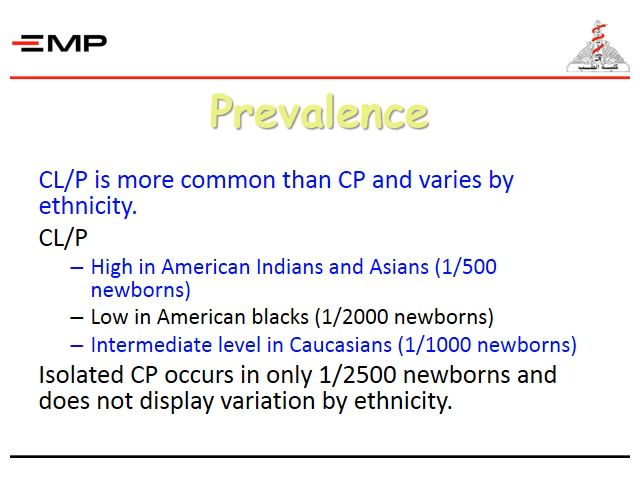 EMP
كلية الطب
Prevalence
CL/P is more common than CP and varies by
ethnicity.
CL/P
– High in American Indians and Asians (1/500
newborns)
– Low in American blacks (1/2000 newborns)
– Intermediate level in Caucasians (1/1000 newborns)
Isolated CP occurs in only 1/2500 newborns and
does not display variation by ethnicity.